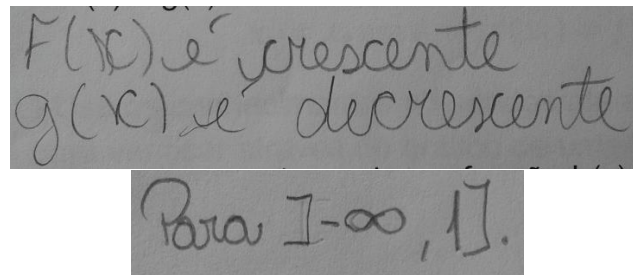 F(x) é crescente
g(x) é decrescente
Para ]-∞, 1].